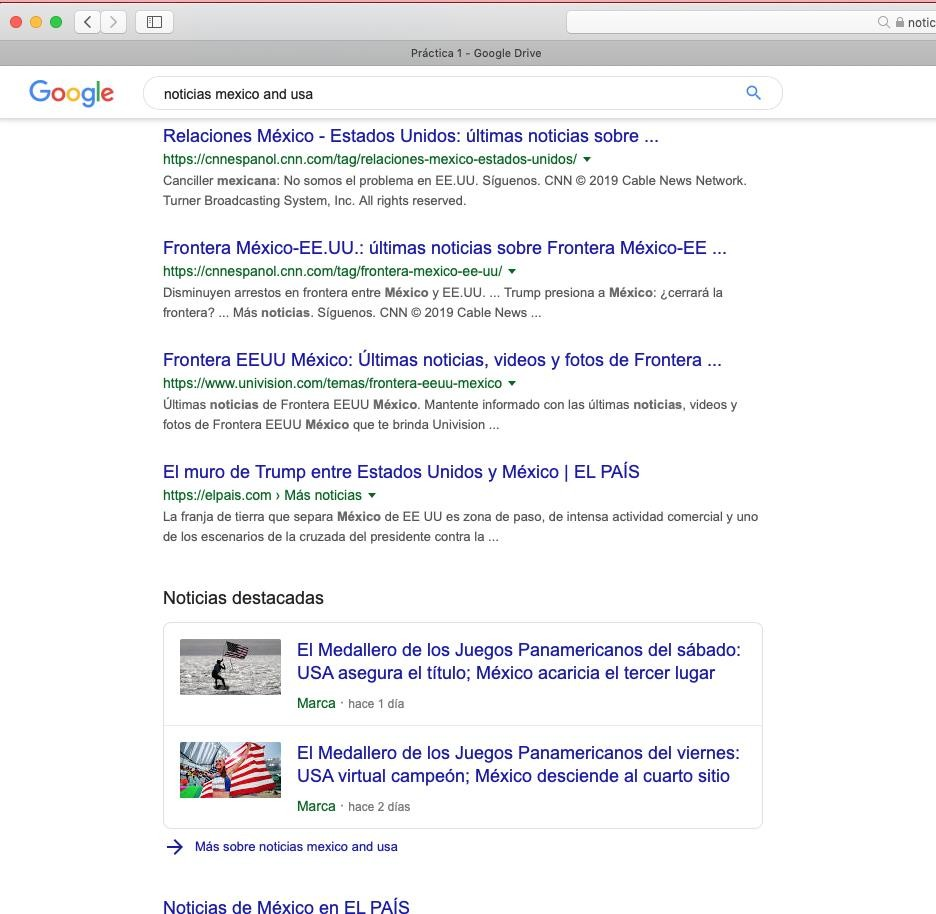 notic
Práctica 1 - Google Drive
Google
noticias mexico and usa
Relaciones México - Estados Unidos: últimas noticias sobre ...
https://cnnespanol.cnn.com/tag/relaciones-mexico-estados-unidos/
Canciller mexicana: No somos el problema en EE.UU. Síguenos. CNN © 2019 Cable News Network.
Turner Broadcasting System, Inc. All rights reserved.
Frontera México-EE.UU.: últimas noticias sobre Frontera México-EE ...
https://cnnespanol.cnn.com/tag/frontera-mexico-ee-uu/
Disminuyen arrestos en frontera entre México y EE.UU. ... Trump presiona a México: ¿cerrará la
frontera? ... Más noticias. Síguenos. CNN © 2019 Cable News ...
Frontera EEUU México: Últimas noticias, videos y fotos de Frontera ...
https://www.univision.com/temas/frontera-eeuu-mexico
Últimas noticias de Frontera EEUU México. Mantente informado con las últimas noticias, videos y
fotos de Frontera EEUU México que te brinda Univision ...
El muro de Trump entre Estados Unidos y México | EL PAÍS
https://elpais.com › Más noticias
La franja de tierra que separa México de EE UU es zona de paso, de intensa actividad comercial y uno
de los escenarios de la cruzada del presidente contra la ...
Noticias destacadas
El Medallero de los Juegos Panamericanos del sábado:
USA asegura el título; México acaricia el tercer lugar
Marca · hace 1 día
El Medallero de los Juegos Panamericanos del viernes:
USA virtual campeón; México desciende al cuarto sitio
Marca · hace 2 días
Más sobre noticias mexico and usa
Noticias de México en EL PAÍS